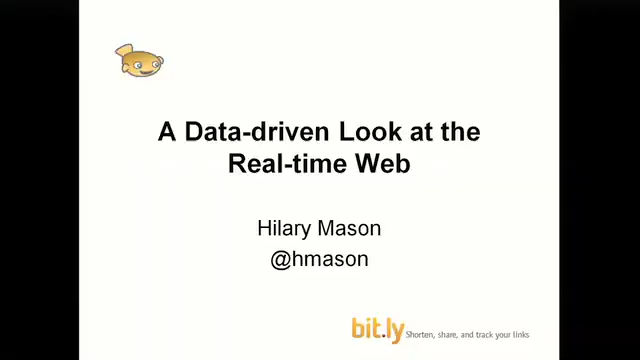 A Data-driven Look at the
Real-time Web
Hilary Mason
@hmason
bit.ly Shorten, share, and track your links